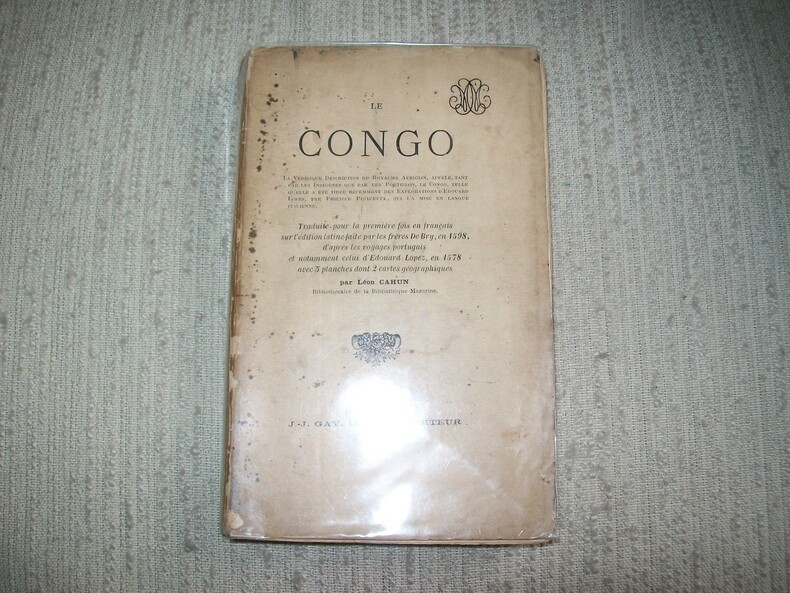 LE
CONGO
LA VÉRIDIQUE DESCRIPTION DU ROYAUME AFRICAIN, APPELÉ, TANT
PAR LES INDIGÈNES QUE PAR LES PORTUGAIS, LE CONGO, TELLE
QU'ELLE A ÉTÉ TIRÉE RÉCEMMENT DES EXPLORATIONS D'EDOUARD
LOPEZ, PAR PHILIPPE PIGAFETTA, QUI L'A MISE EN LANGUE
ITALIENNE.
Traduite pour la première fois en français
sur l'édition latine faite par les frères De Bry, en 1598,
d'après les voyages portugais
et notamment celui d'Edouard Lopez, en 1578
avec 5 planches dont 2 cartes géographiques
par Léon CAHUN
Bibliothécaire de la Bibliothèque Mazarine.
J.-J. GAY,